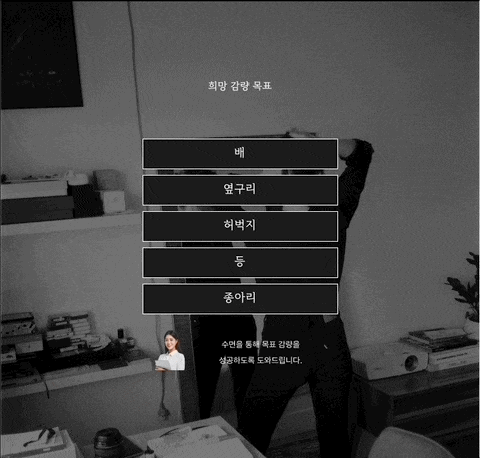 희망 감량 목표
배
옆구리
허벅지
등
종아리
수면을 통해 목표 감량을
성공하도록 도와드립니다.